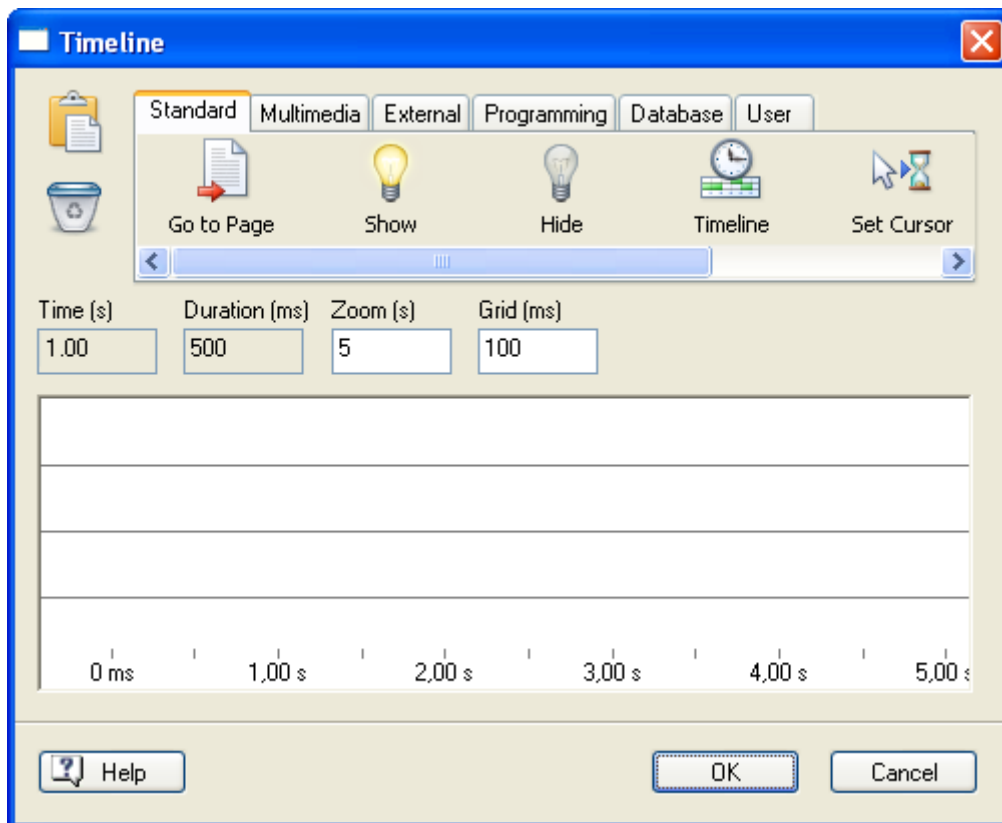 Timeline
Standard Multimedia External Programming Database User
Go to Page Show Hide Timeline Set Cursor
Time (s) Duration (ms) Zoom (s) Grid (ms)
1.00 500 5 100
0 ms 1,00 s 2,00 s 3,00 s 4,00 s 5,00 s
Help OK Cancel